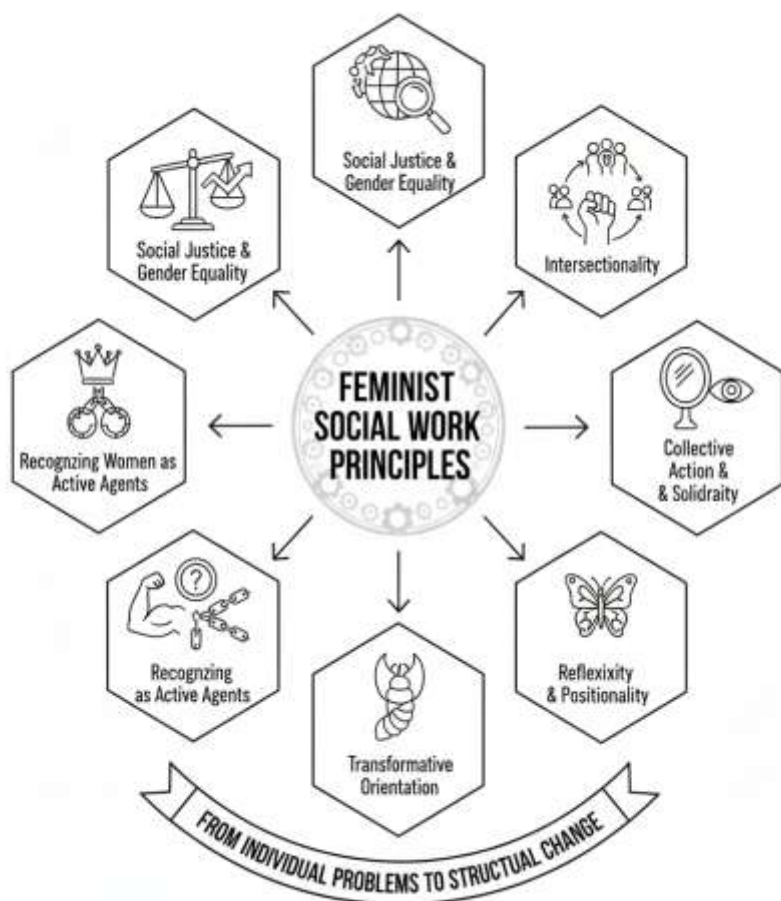 Social Justice &
Gender Equality
Social Justice &
Gender Equality
Intersectionality
FEMINIST
SOCIAL WORK
PRINCIPLES
Recognzing Women as
Active Agents
Collective
Action &
& Solidraity
Recognzing
as Active Agents
Reflexixity
& Positionality
Transformative
Orientation
FROM INDIVIDUAL PROBLEMS TO STRUCTUAL CHANGE